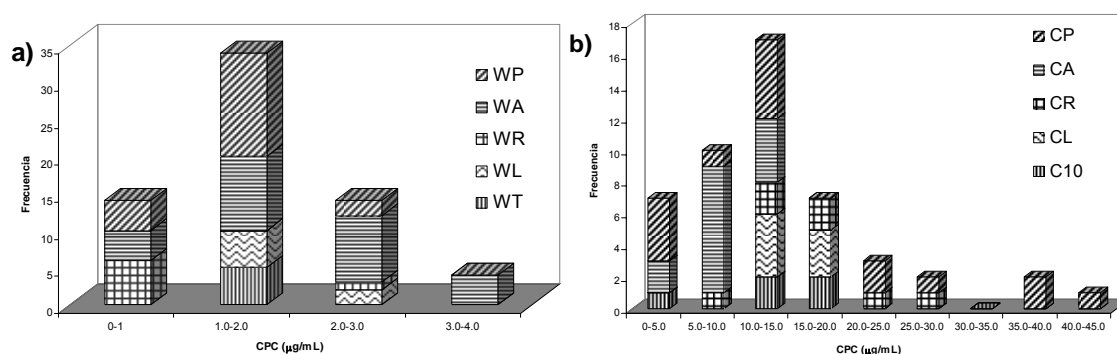 a)
Frecuencia
35
30
25
20
15
10
5
0
0-1 1.0-2.0 2.0-3.0 3.0-4.0
CPC (µg/mL)
WP
WA
WR
WL
WT
b)
Frecuencia
18
16
14
12
10
8
6
4
2
0
0-5.0 5.0-10.0 10.0-15.0 15.0-20.0 20.0-25.0 25.0-30.0 30.0-35.0 35.0-40.0 40.0-45.0
CPC (µg/mL)
CP
CA
CR
CL
C10